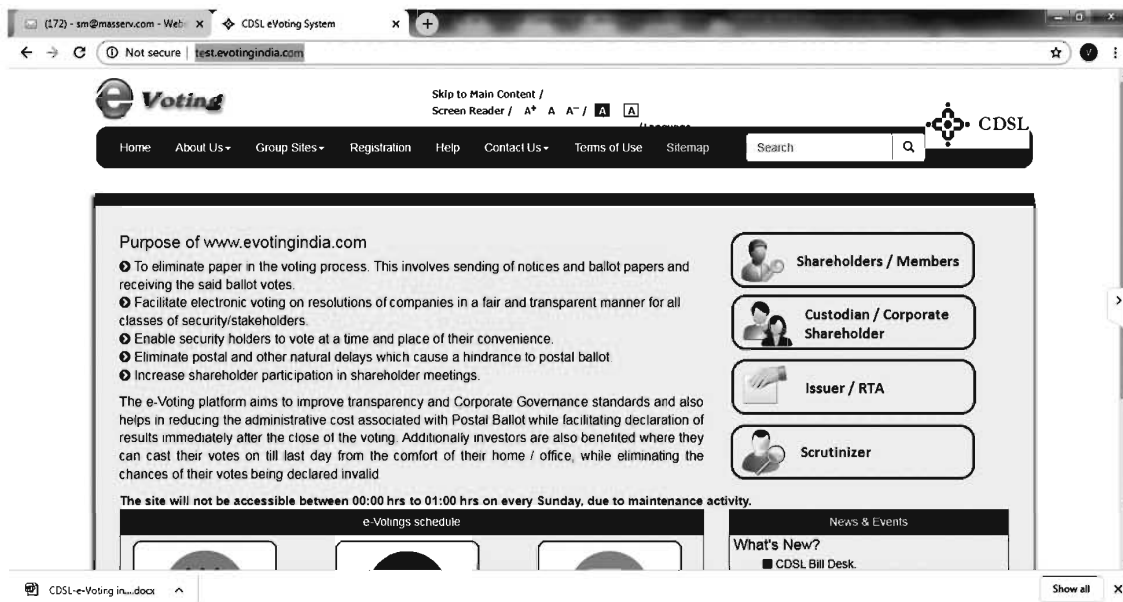 (172) - sm@masserv.com - Web
CDSL eVoting System
Not secure
test.evotingindia.com
V
e Voting
Skip to Main Content /
Screen Reader / A+ A A- / A A
/Language
CDSL
Home About Us Group Sites Registration Help Contact Us Terms of Use Sitemap Search
Purpose of www.evotingindia.com
To eliminate paper in the voting process. This involves sending of notices and ballot papers and
receiving the said ballot votes.
Facilitate electronic voting on resolutions of companies in a fair and transparent manner for all
classes of security/stakeholders.
Enable security holders to vote at a time and place of their convenience.
Eliminate postal and other natural delays which cause a hindrance to postal ballot
Increase shareholder participation in shareholder meetings.
The e-Voting platform aims to improve transparency and Corporate Governance standards and also
helps in reducing the administrative cost associated with Postal Ballot while facilitating declaration of
results immediately after the close of the voting. Additionally investors are also benefited where they
can cast their votes on till last day from the comfort of their home / office, while eliminating the
chances of their votes being declared invalid
The site will not be accessible between 00:00 hrs to 01:00 hrs on every Sunday, due to maintenance activity.
Shareholders / Members
Custodian / Corporate
Shareholder
Issuer / RTA
Scrutinizer
e-Votings schedule
News & Events
What's New?
CDSL Bill Desk.
CDSL-e-Voting in....docx
Show all